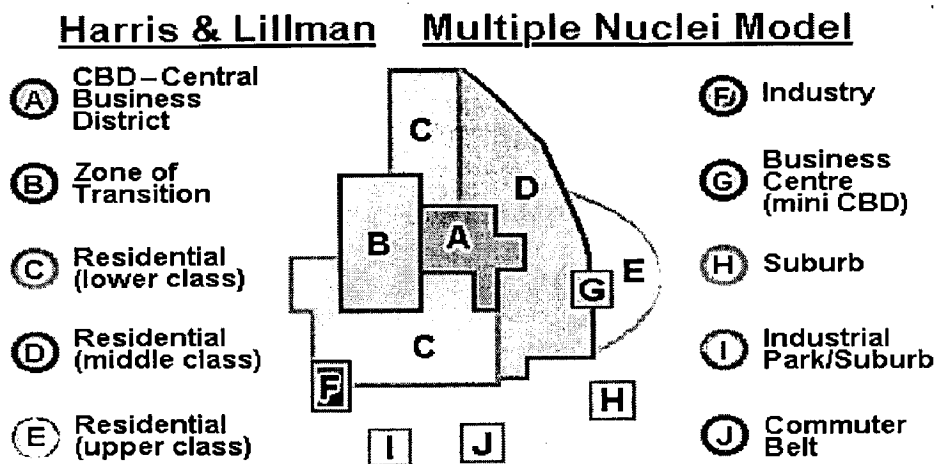 Harris & Lillman Multiple Nuclei Model
A CBD–Central
Business
District
B Zone of
Transition
C Residential
(lower class)
D Residential
(middle class)
E Residential
(upper class)
C
D
B
A
E
G
C
F
H
I
J
F Industry
G Business
Centre
(mini CBD)
H Suburb
I Industrial
Park/Suburb
J Commuter
Belt